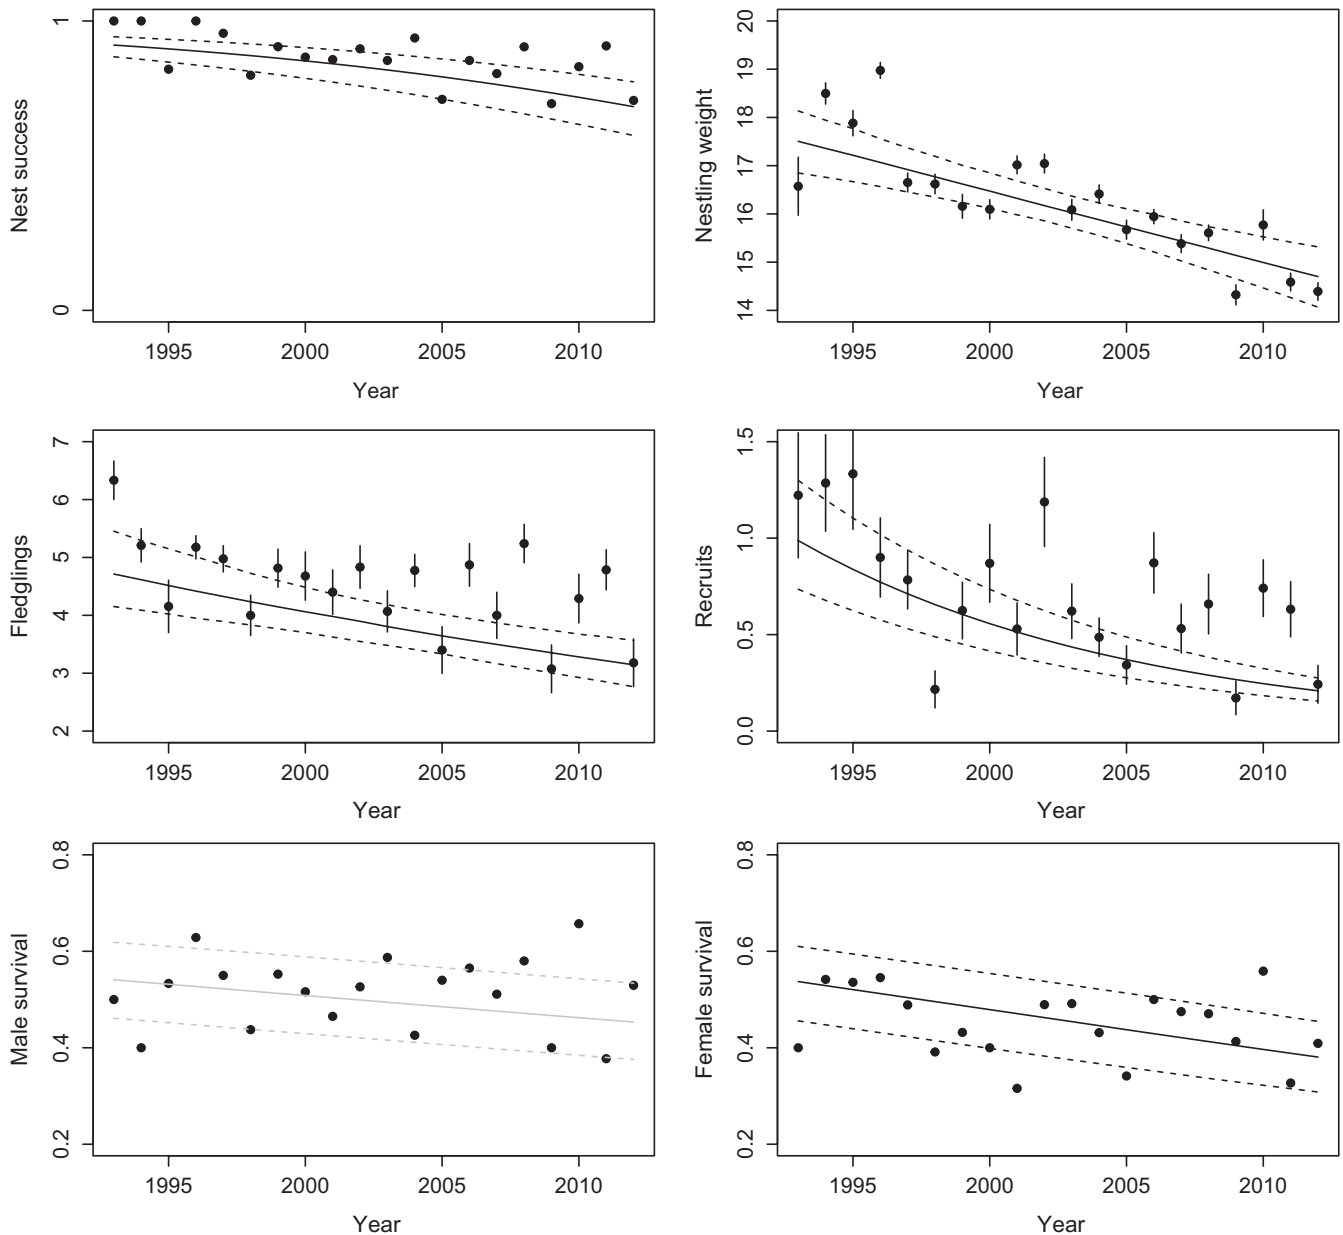 Nest success
1
0
1995 2000 2005 2010
Year
Nestling weight
20
19
18
17
16
15
14
1995 2000 2005 2010
Year
Fledglings
7
6
5
4
3
2
1995 2000 2005 2010
Year
Recruits
1.5
1.0
0.5
0.0
1995 2000 2005 2010
Year
Male survival
0.8
0.6
0.4
0.2
1995 2000 2005 2010
Year
Female survival
0.8
0.6
0.4
0.2
1995 2000 2005 2010
Year